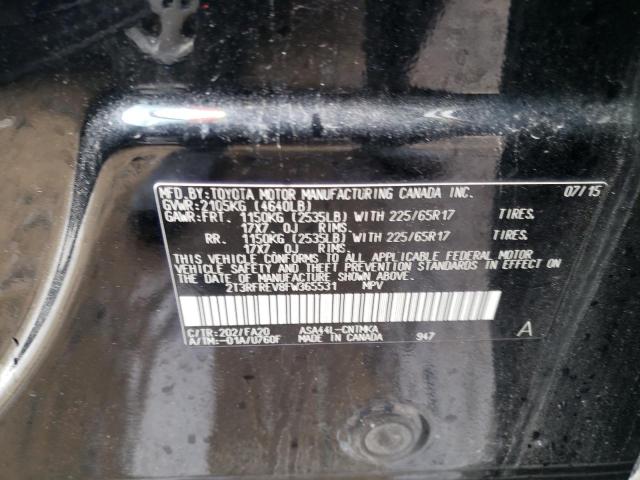 MFD.BY:TOYOTA MOTOR MANUFACTURING CANADA INC. 07/15
GVWR:2105KG (4640LB)
GAWR:FRT. 1150KG (2535LB) WITH 225/65R17 TIRES.
17X7.0J RIMS.
RR. 1150KG (2535LB) WITH 225/65R17 TIRES.
17X7.0J RIMS.
THIS VEHICLE CONFORMS TO ALL APPLICABLE FEDERAL MOTOR
VEHICLE SAFETY AND THEFT PREVENTION STANDARDS IN EFFECT ON
THE DATE OF MANUFACTURE SHOWN ABOVE.
2T3RFREV8FW365531 MPV
C/TR:202/FA20 ASA44L-CNTMKA
A/TM:-01A/U760F MADE IN CANADA 947 A